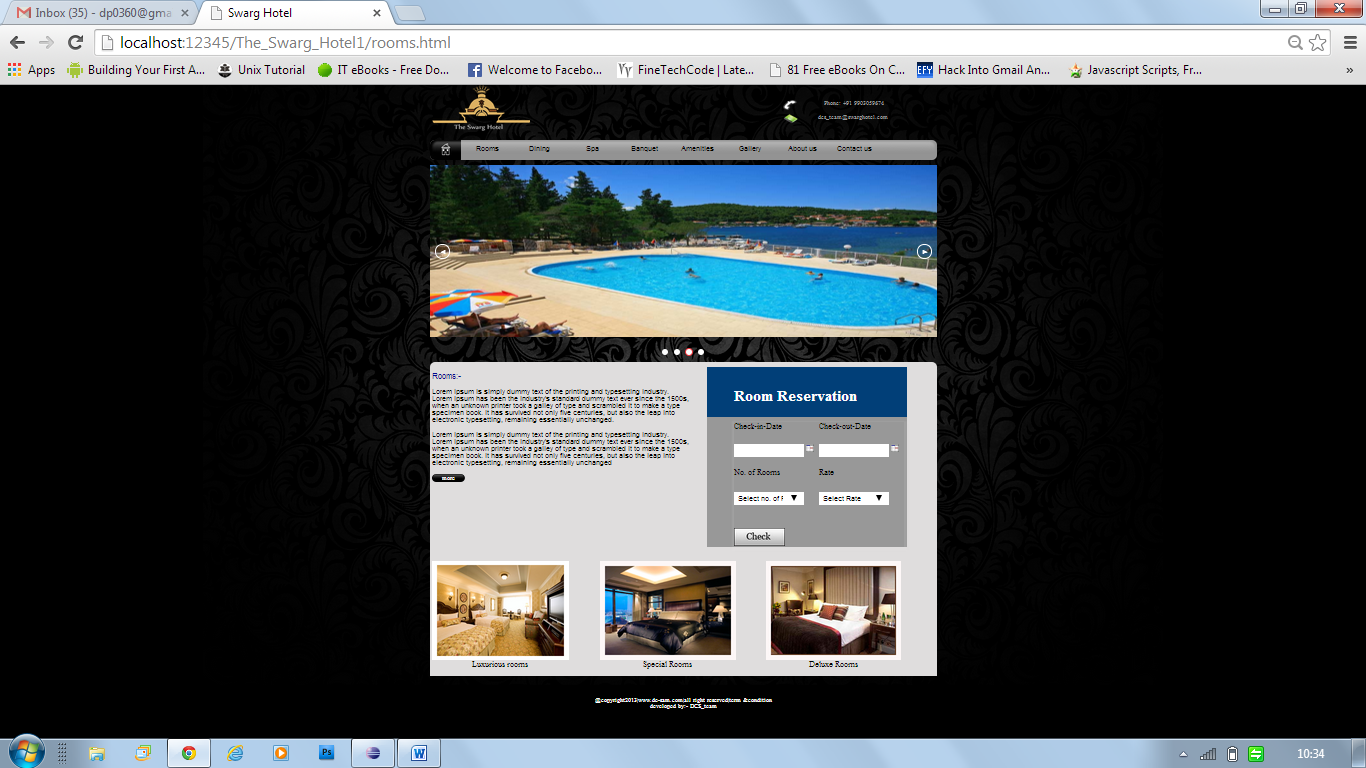 Inbox (35) - dp0360@gma
Swarg Hotel
localhost:12345/The_Swarg_Hotel1/rooms.html
Apps
Building Your First A...
Unix Tutorial
IT eBooks - Free Do...
Welcome to Facebo...
FineTechCode | Late...
81 Free eBooks On C...
EFY
Hack Into Gmail An...
Javascript Scripts, Fr...
»
The Swarg Hotel
Phone: +91 9903059674
dcs_team@swarghotel.com
Rooms
Dining
Spa
Banquet
Amenities
Gallery
About us
Contact us
Rooms:-
Lorem Ipsum is simply dummy text of the printing and typesetting industry.
Lorem Ipsum has been the industry's standard dummy text ever since the 1500s,
when an unknown printer took a galley of type and scrambled it to make a type
specimen book. It has survived not only five centuries, but also the leap into
electronic typesetting, remaining essentially unchanged.
Lorem Ipsum is simply dummy text of the printing and typesetting industry.
Lorem Ipsum has been the industry's standard dummy text ever since the 1500s,
when an unknown printer took a galley of type and scrambled it to make a type
specimen book. It has survived not only five centuries, but also the leap into
electronic typesetting, remaining essentially unchanged
more
Room Reservation
Check-in-Date
Check-out-Date
No. of Rooms
Rate
Select no. of
Select Rate
Check
Luxurious rooms
Special Rooms
Deluxe Rooms
@copyright2013|www.dc-sam.com|all right reserved|term &condition
developed by:- DCS_team
Ps
W
10:34